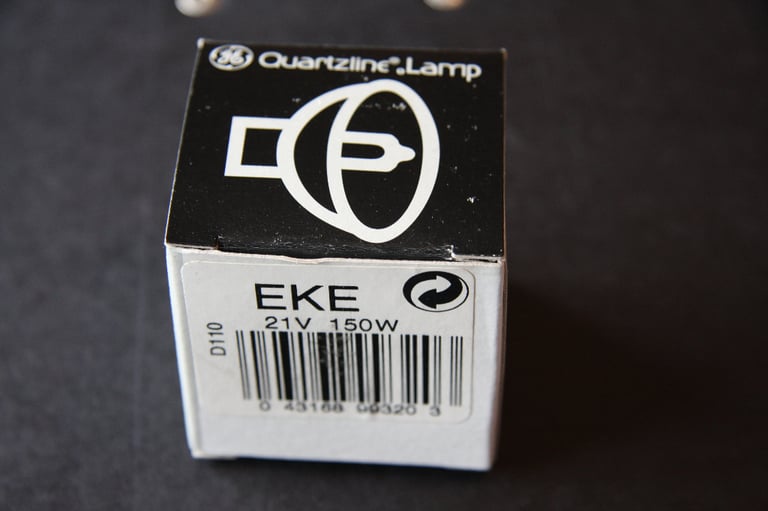 GE Quartzline® Lamp
EKE
21V 150W
D110
0 43168 99320 3